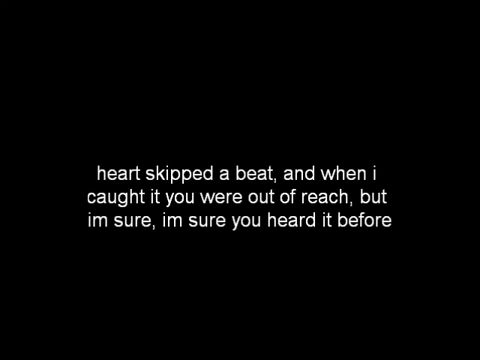 heart skipped a beat, and when i
caught it you were out of reach, but
im sure, im sure you heard it before